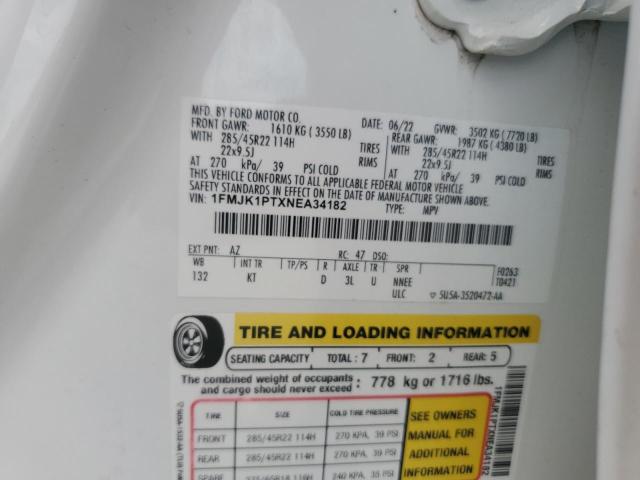 MFD. BY FORD MOTOR CO.
DATE: 06/22 GVWR: 3502 KG (7720 LB)
FRONT GAWR: 1610 KG (3550 LB) REAR GAWR: 1987 KG (4380 LB)
WITH 285/45R22 114H TIRES WITH 285/45R22 114H TIRES
22x9.5J RIMS 22x9.5J RIMS
AT 270 kPa/ 39 PSI COLD AT 270 kPa/ 39 PSI COLD
THIS VEHICLE CONFORMS TO ALL APPLICABLE FEDERAL MOTOR VEHICLE
SAFETY STANDARDS IN EFFECT ON THE DATE OF MANUFACTURE SHOWN ABOVE.
VIN: 1FMJK1PTXNEA34182 TYPE: MPV
EXT PNT: AZ RC: 47 DSO:
WB INT TR TP/PS R AXLE TR SPR F0263
132 KT D 3L U NNEE T0421
ULC 5U5A-3520472-AA
TIRE AND LOADING INFORMATION
SEATING CAPACITY TOTAL: 7 FRONT: 2 REAR: 5
The combined weight of occupants and cargo should never exceed: 778 kg or 1716 lbs.
TIRE SIZE COLD TIRE PRESSURE
FRONT 285/45R22 114H 270 KPA, 39 PSI
REAR 285/45R22 114H 270 KPA, 39 PSI
SPARE 240 KPA, 35 PSI
SEE OWNERS
MANUAL FOR
ADDITIONAL
INFORMATION
1FMJK1PTXNEA34182